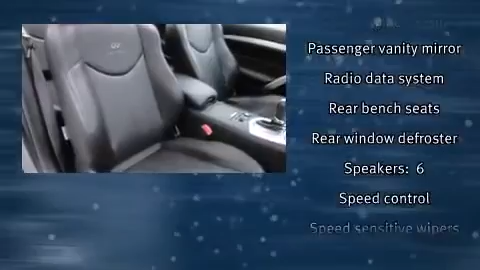 Passenger vanity mirror
Radio data system
Rear bench seats
Rear window defroster
Speakers: 6
Speed control
Speed sensitive wipers